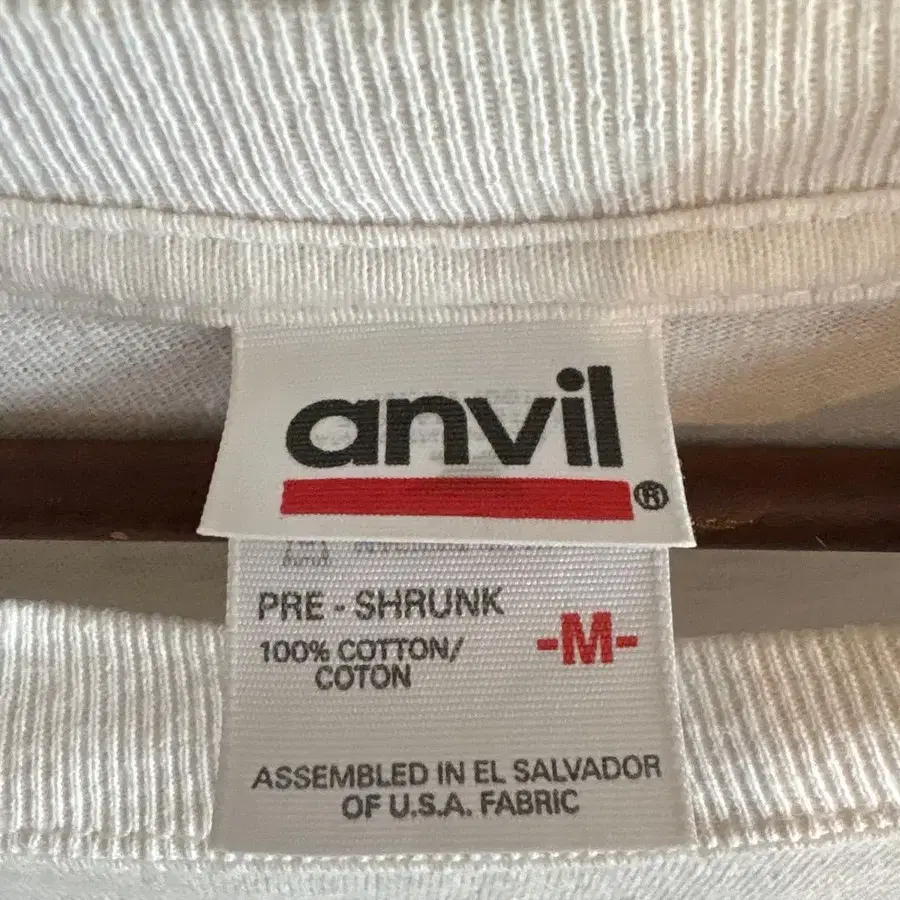 anvil®
PRE - SHRUNK
100% COTTON/
COTON
-M-
ASSEMBLED IN EL SALVADOR
OF U.S.A. FABRIC